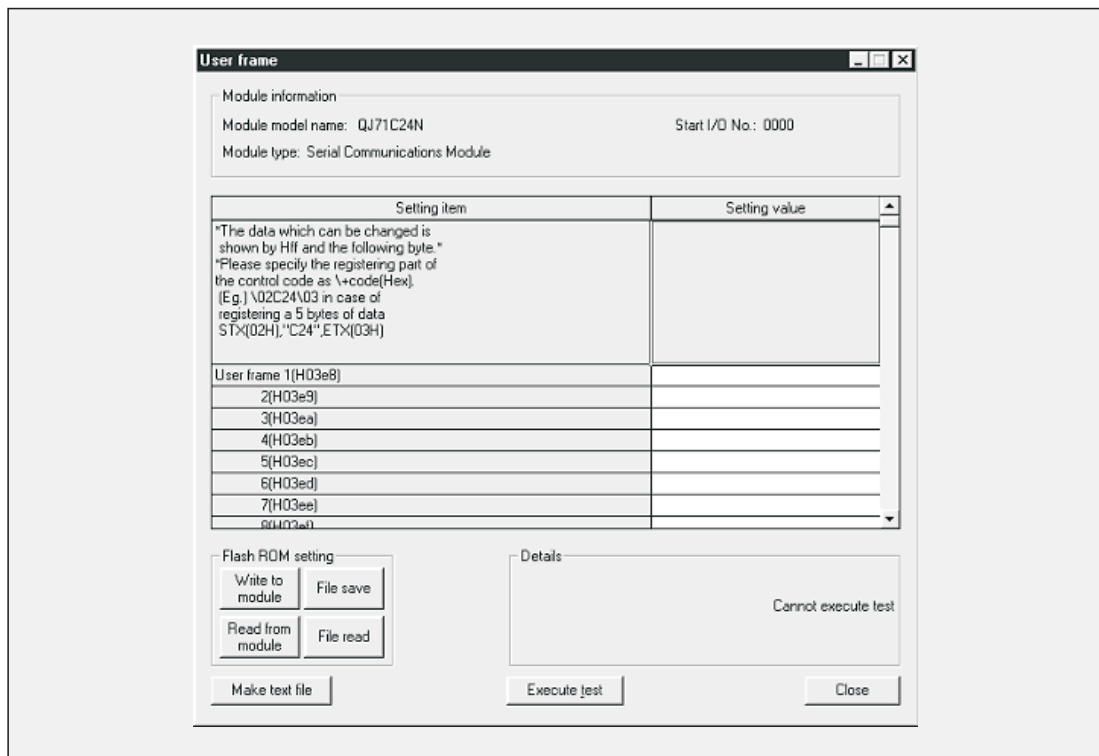 User frame
Module information
Module model name: QJ71C24N
Start I/O No.: 0000
Module type: Serial Communications Module
Setting item
Setting value
"The data which can be changed is
shown by Hff and the following byte."
"Please specify the registering part of
the control code as \+code(Hex).
(Eg.) \02C24\03 in case of
registering a 5 bytes of data
STX(02H),"C24",ETX(03H)
User frame 1(H03e8)
2(H03e9)
3(H03ea)
4(H03eb)
5(H03ec)
6(H03ed)
7(H03ee)
8(H03ef)
Flash ROM setting
Write to
module
File save
Read from
module
File read
Details
Cannot execute test
Make text file
Execute test
Close